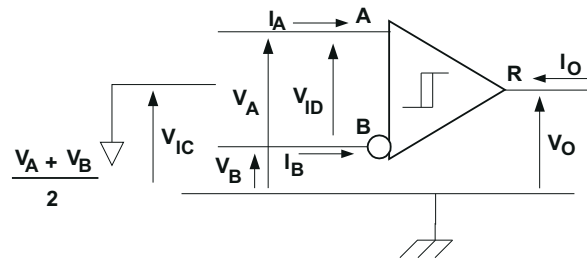 I_A
A
V_A
V_ID
R
I_O
V_IC
B
V_A + V_B
2
V_B
I_B
V_O